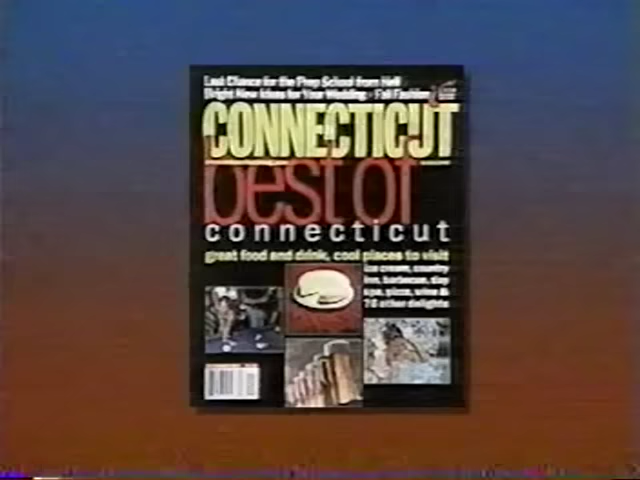 Last Chance for the Prep School from Hell
Bright New Ideas for Your Wedding • Fall Fashion
CONNECTICUT
best of
connecticut
great food and drink, cool places to visit
ice cream, country
inn, barbecue, day
spa, pizza, wine &
70 other delights